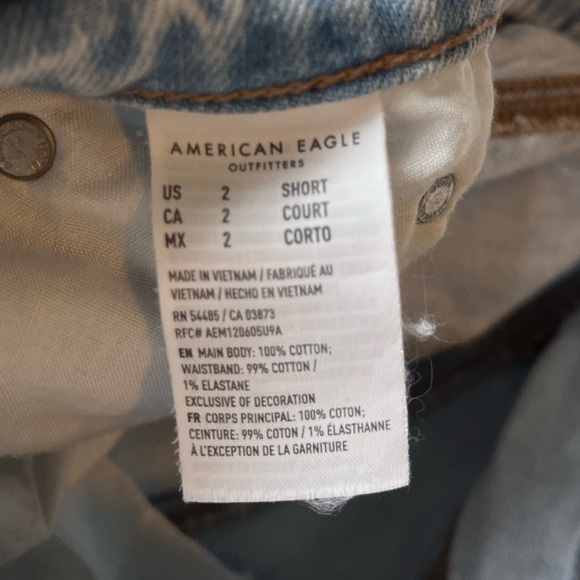 AMERICAN EAGLE
OUTFITTERS
US 2 SHORT
CA 2 COURT
MX 2 CORTO
MADE IN VIETNAM / FABRIQUÉ AU
VIETNAM / HECHO EN VIETNAM
RN 54485 / CA 03873
RFC# AEM120605U9A
EN MAIN BODY: 100% COTTON;
WAISTBAND: 99% COTTON /
1% ELASTANE
EXCLUSIVE OF DECORATION
FR CORPS PRINCIPAL: 100% COTON;
CEINTURE: 99% COTON / 1% ÉLASTHANNE
À L'EXCEPTION DE LA GARNITURE